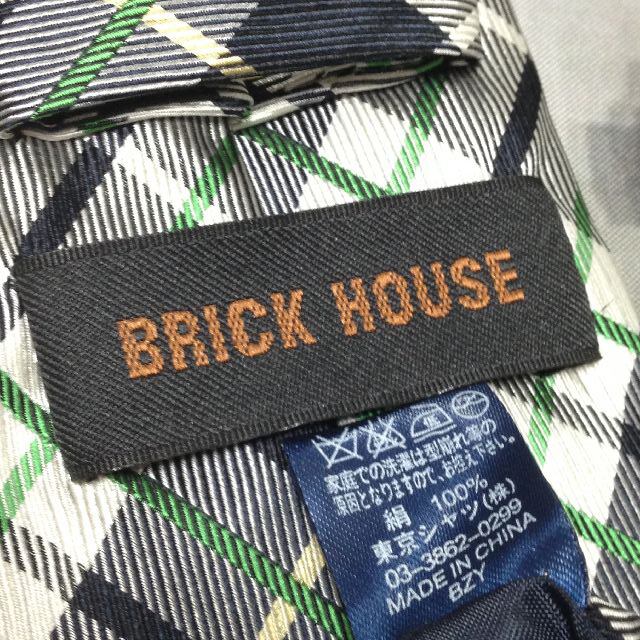 BRICK HOUSE
家庭での洗濯は型崩れ等の
原因となりますので、お控え下さい。
絹 100%
東京シャツ(株)
03-3862-0299
MADE IN CHINA
BZY